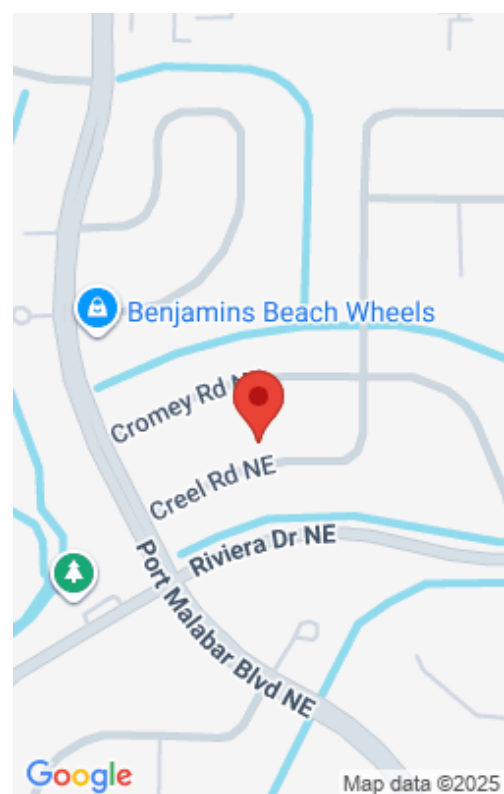 Benjamins Beach Wheels
Cromey Rd N
Creel Rd NE
Riviera Dr NE
Port Malabar Blvd NE
Google
Map data ©2025